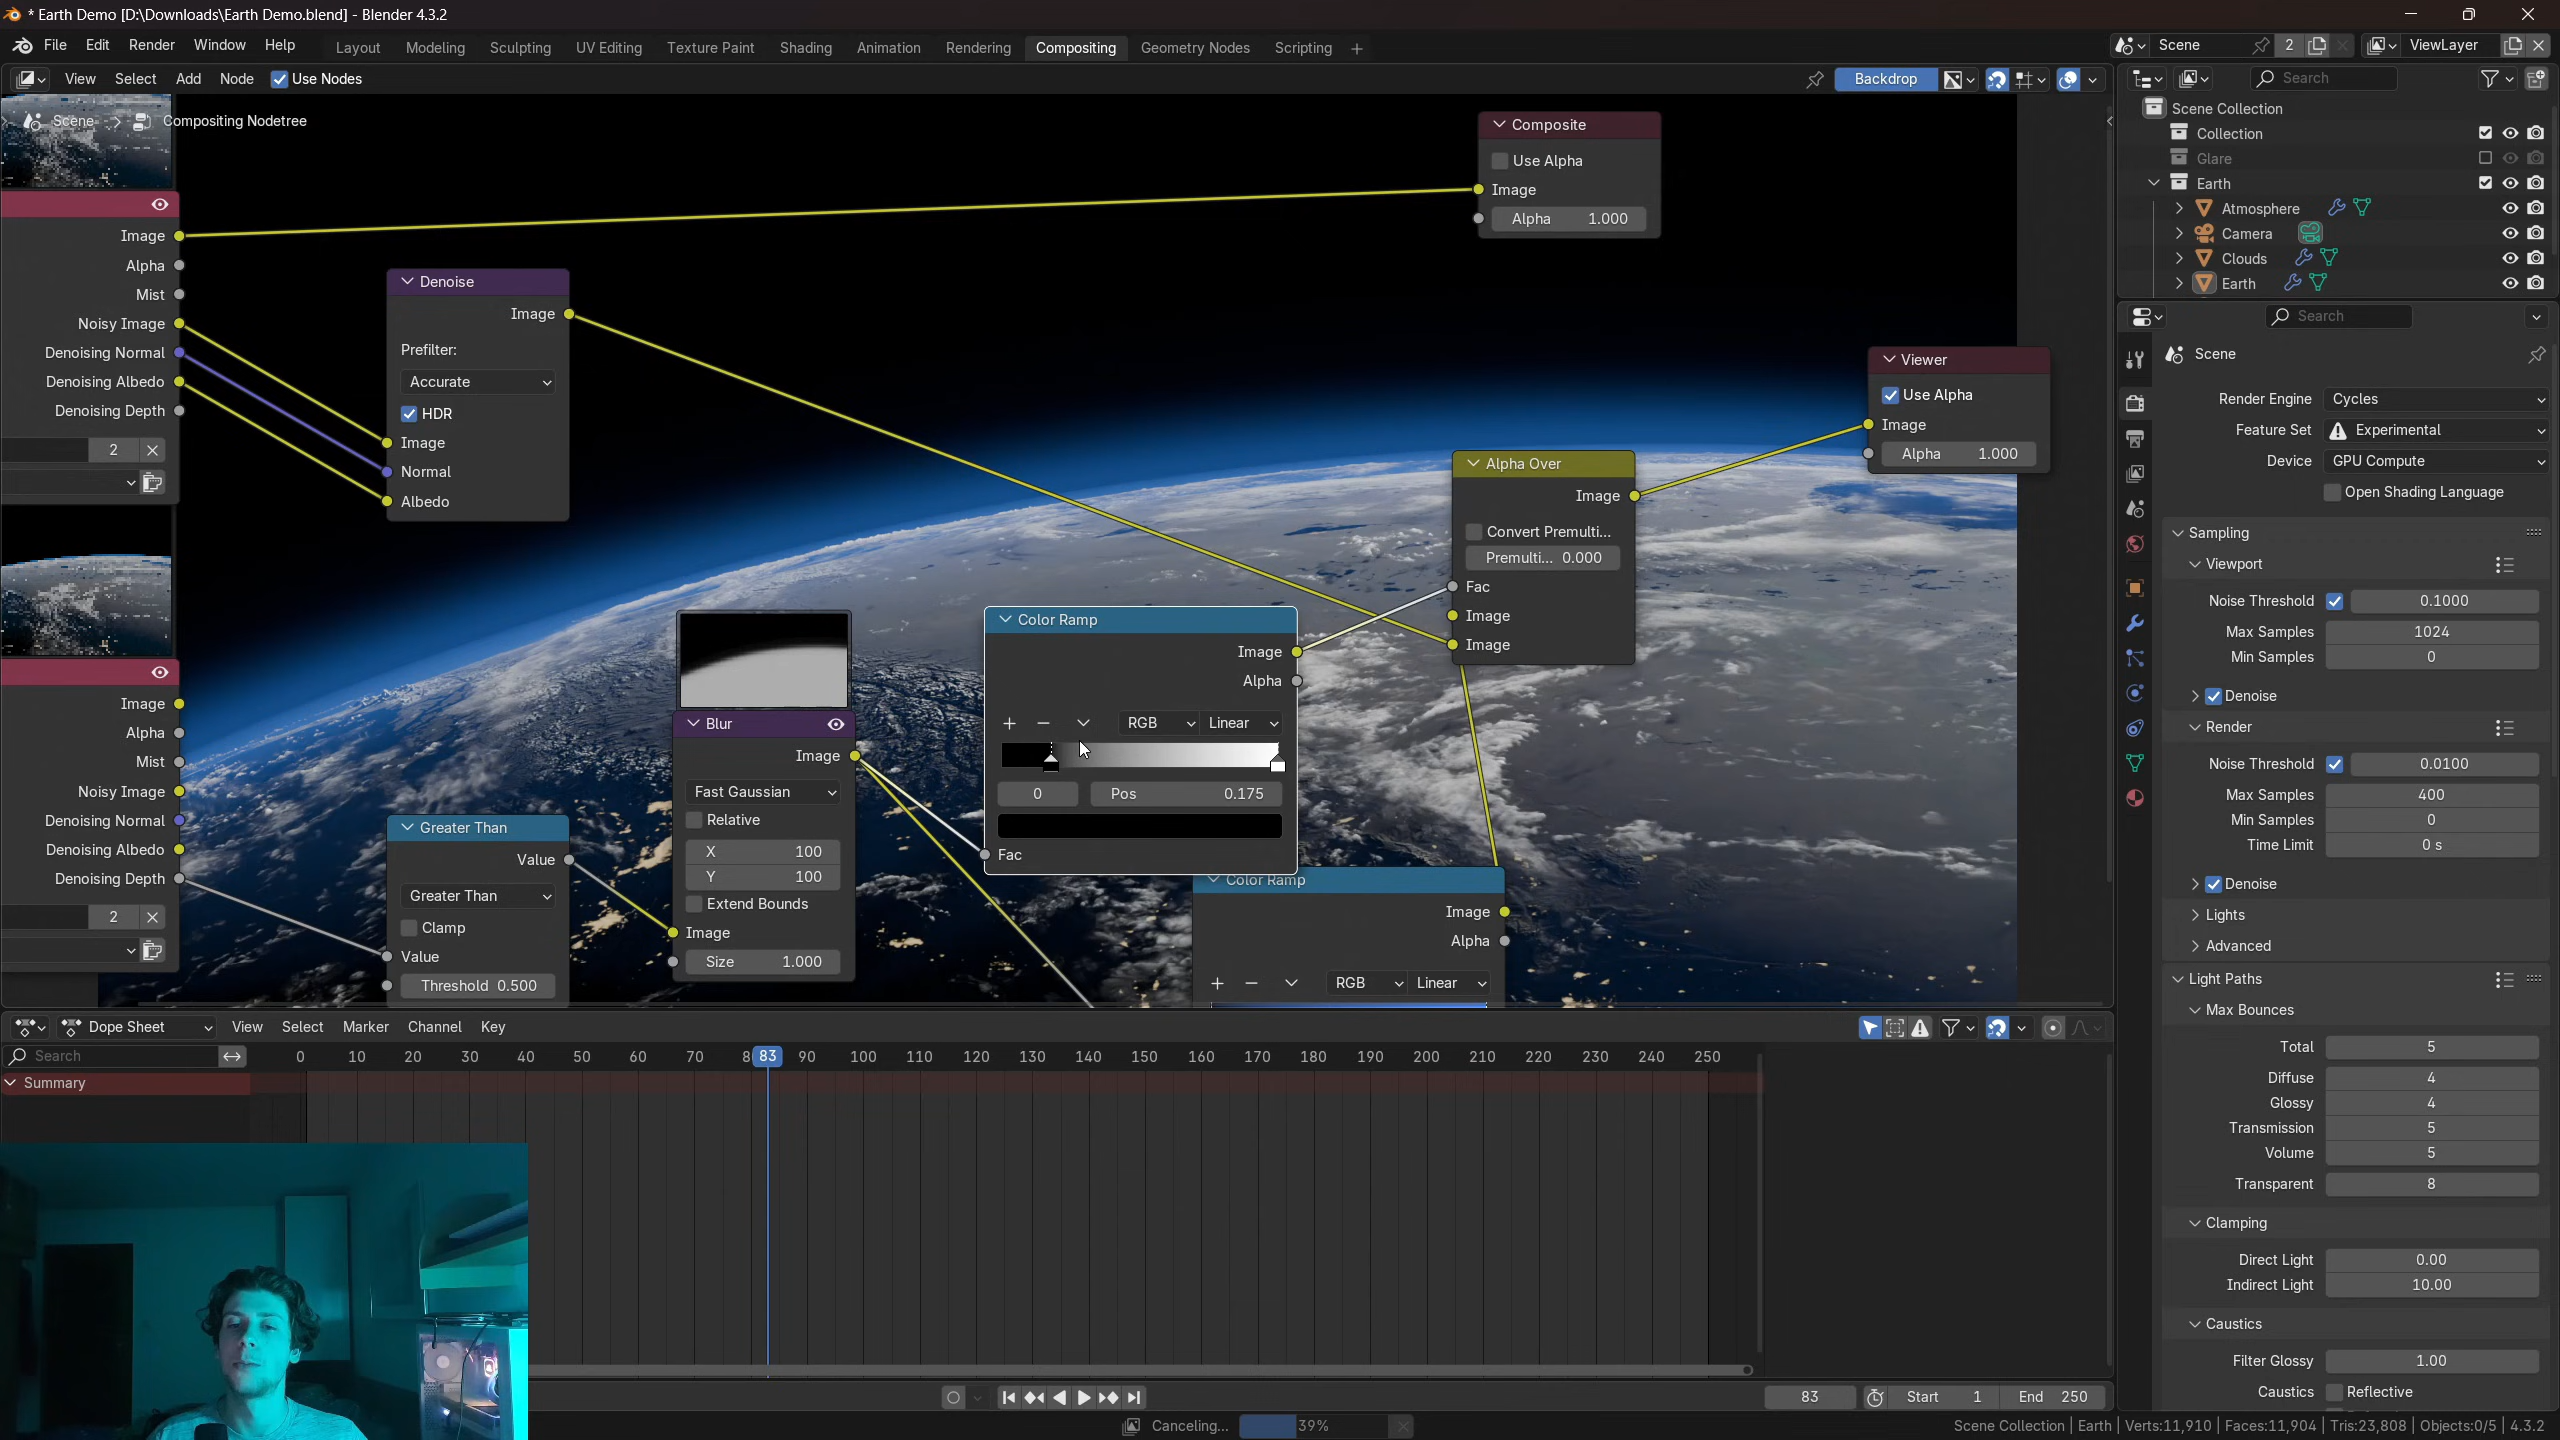 * Earth Demo [D:\Downloads\Earth Demo.blend] - Blender 4.3.2
File Edit Render Window Help Layout Modeling Sculpting UV Editing Texture Paint Shading Animation Rendering Compositing Geometry Nodes Scripting + Scene 2 ViewLayer
View Select Add Node Use Nodes Backdrop Search
Scene > Compositing Nodetree
Composite
Use Alpha
Image
Alpha 1.000
Image
Alpha
Mist
Noisy Image
Denoising Normal
Denoising Albedo
Denoising Depth
2
Denoise
Image
Prefilter:
Accurate
HDR
Image
Normal
Albedo
Viewer
Use Alpha
Image
Alpha 1.000
Alpha Over
Image
Convert Premulti...
Premulti... 0.000
Fac
Image
Image
Color Ramp
Image
Alpha
RGB Linear
0 Pos 0.175
Fac
Blur
Image
Fast Gaussian
Relative
X 100
Y 100
Extend Bounds
Image
Size 1.000
Image
Alpha
Mist
Noisy Image
Denoising Normal
Denoising Albedo
Denoising Depth
2
Greater Than
Value
Greater Than
Clamp
Value
Threshold 0.500
Color Ramp
Image
Alpha
RGB Linear
Scene Collection
Collection
Glare
Earth
Atmosphere
Camera
Clouds
Earth
Search
Scene
Render Engine Cycles
Feature Set Experimental
Device GPU Compute
Open Shading Language
Sampling
Viewport
Noise Threshold 0.1000
Max Samples 1024
Min Samples 0
Denoise
Render
Noise Threshold 0.0100
Max Samples 400
Min Samples 0
Time Limit 0 s
Denoise
Lights
Advanced
Light Paths
Max Bounces
Total 5
Diffuse 4
Glossy 4
Transmission 5
Volume 5
Transparent 8
Clamping
Direct Light 0.00
Indirect Light 10.00
Caustics
Filter Glossy 1.00
Caustics Reflective
Dope Sheet View Select Marker Channel Key
Search 0 10 20 30 40 50 60 70 8 83 90 100 110 120 130 140 150 160 170 180 190 200 210 220 230 240 250
Summary
83 Start 1 End 250
Canceling... 39% Scene Collection | Earth | Verts:11,910 | Faces:11,904 | Tris:23,808 | Objects:0/5 | 4.3.2